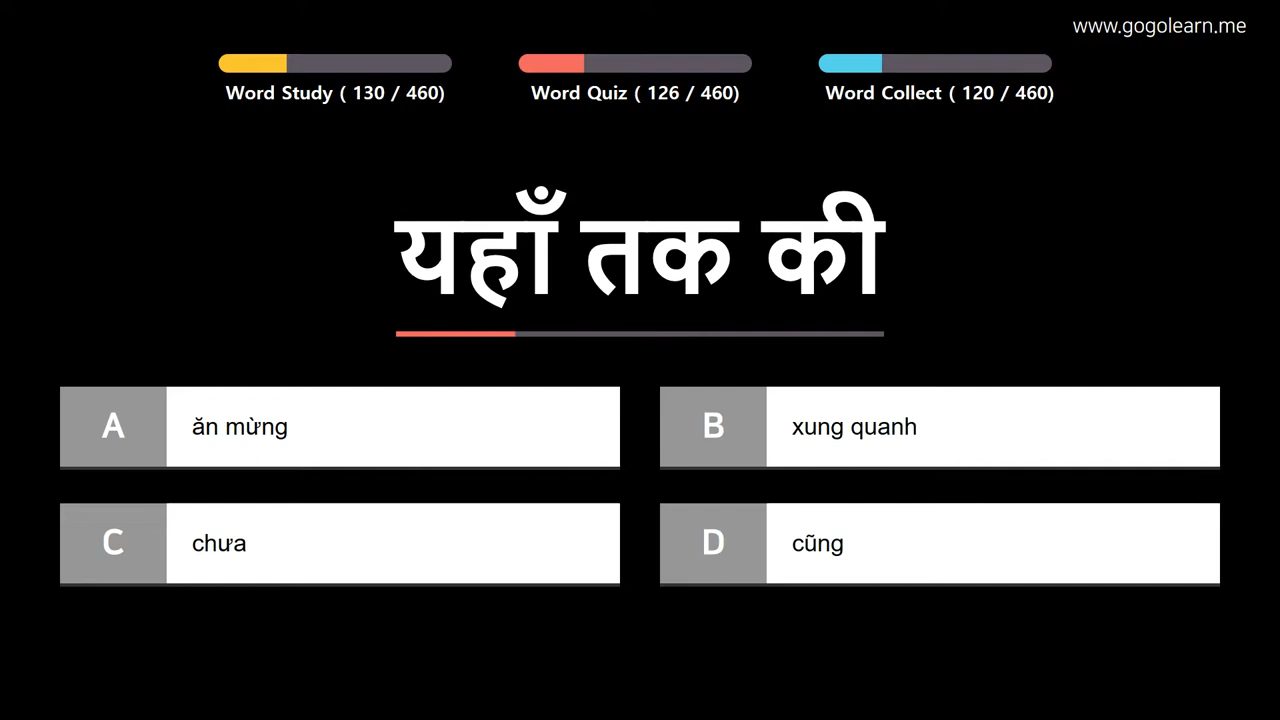 www.gogolearn.me
Word Study ( 130 / 460)
Word Quiz ( 126 / 460)
Word Collect ( 120 / 460)
यहाँ तक की
A ăn mừng
B xung quanh
C chưa
D cũng